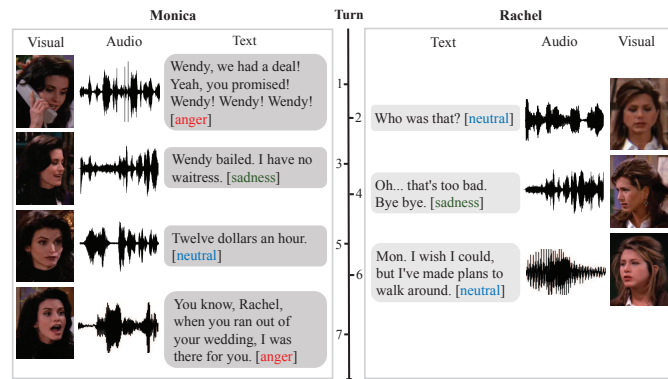 Monica
Turn
Rachel
Visual
Audio
Text
Text
Audio
Visual
Wendy, we had a deal!
Yeah, you promised!
Wendy! Wendy! Wendy!
[anger]
1
2
Who was that? [neutral]
Wendy bailed. I have no
waitress. [sadness]
3
4
Oh... that's too bad.
Bye bye. [sadness]
Twelve dollars an hour.
[neutral]
5
6
Mon. I wish I could,
but I've made plans to
walk around. [neutral]
You know, Rachel,
when you ran out of
your wedding, I was
there for you. [anger]
7